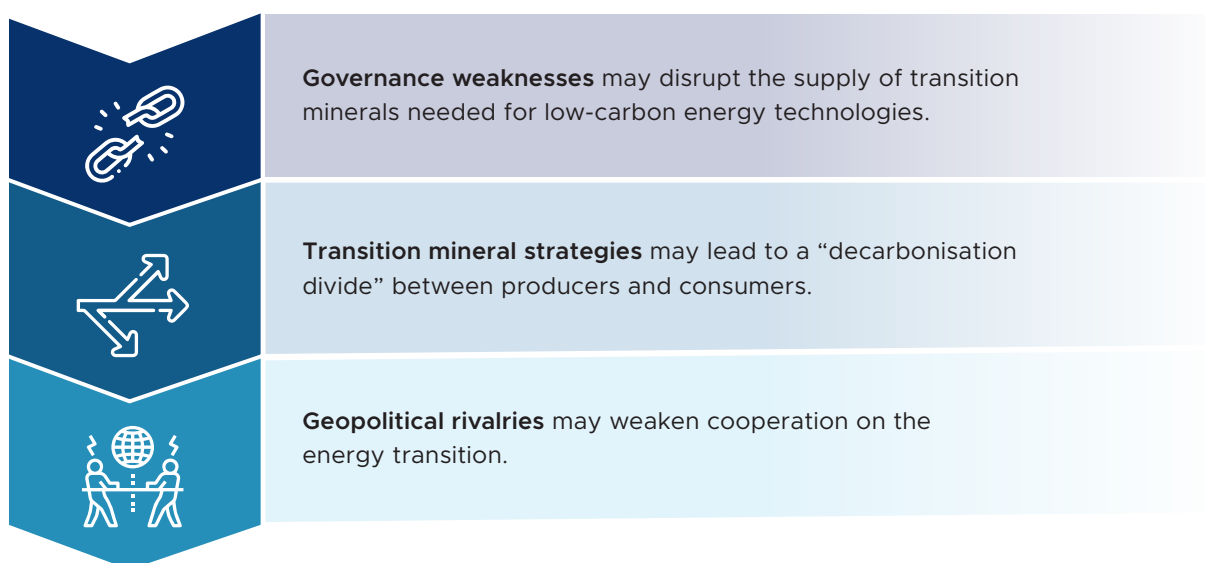 Governance weaknesses may disrupt the supply of transition
minerals needed for low-carbon energy technologies.
Transition mineral strategies may lead to a “decarbonisation
divide” between producers and consumers.
Geopolitical rivalries may weaken cooperation on the
energy transition.